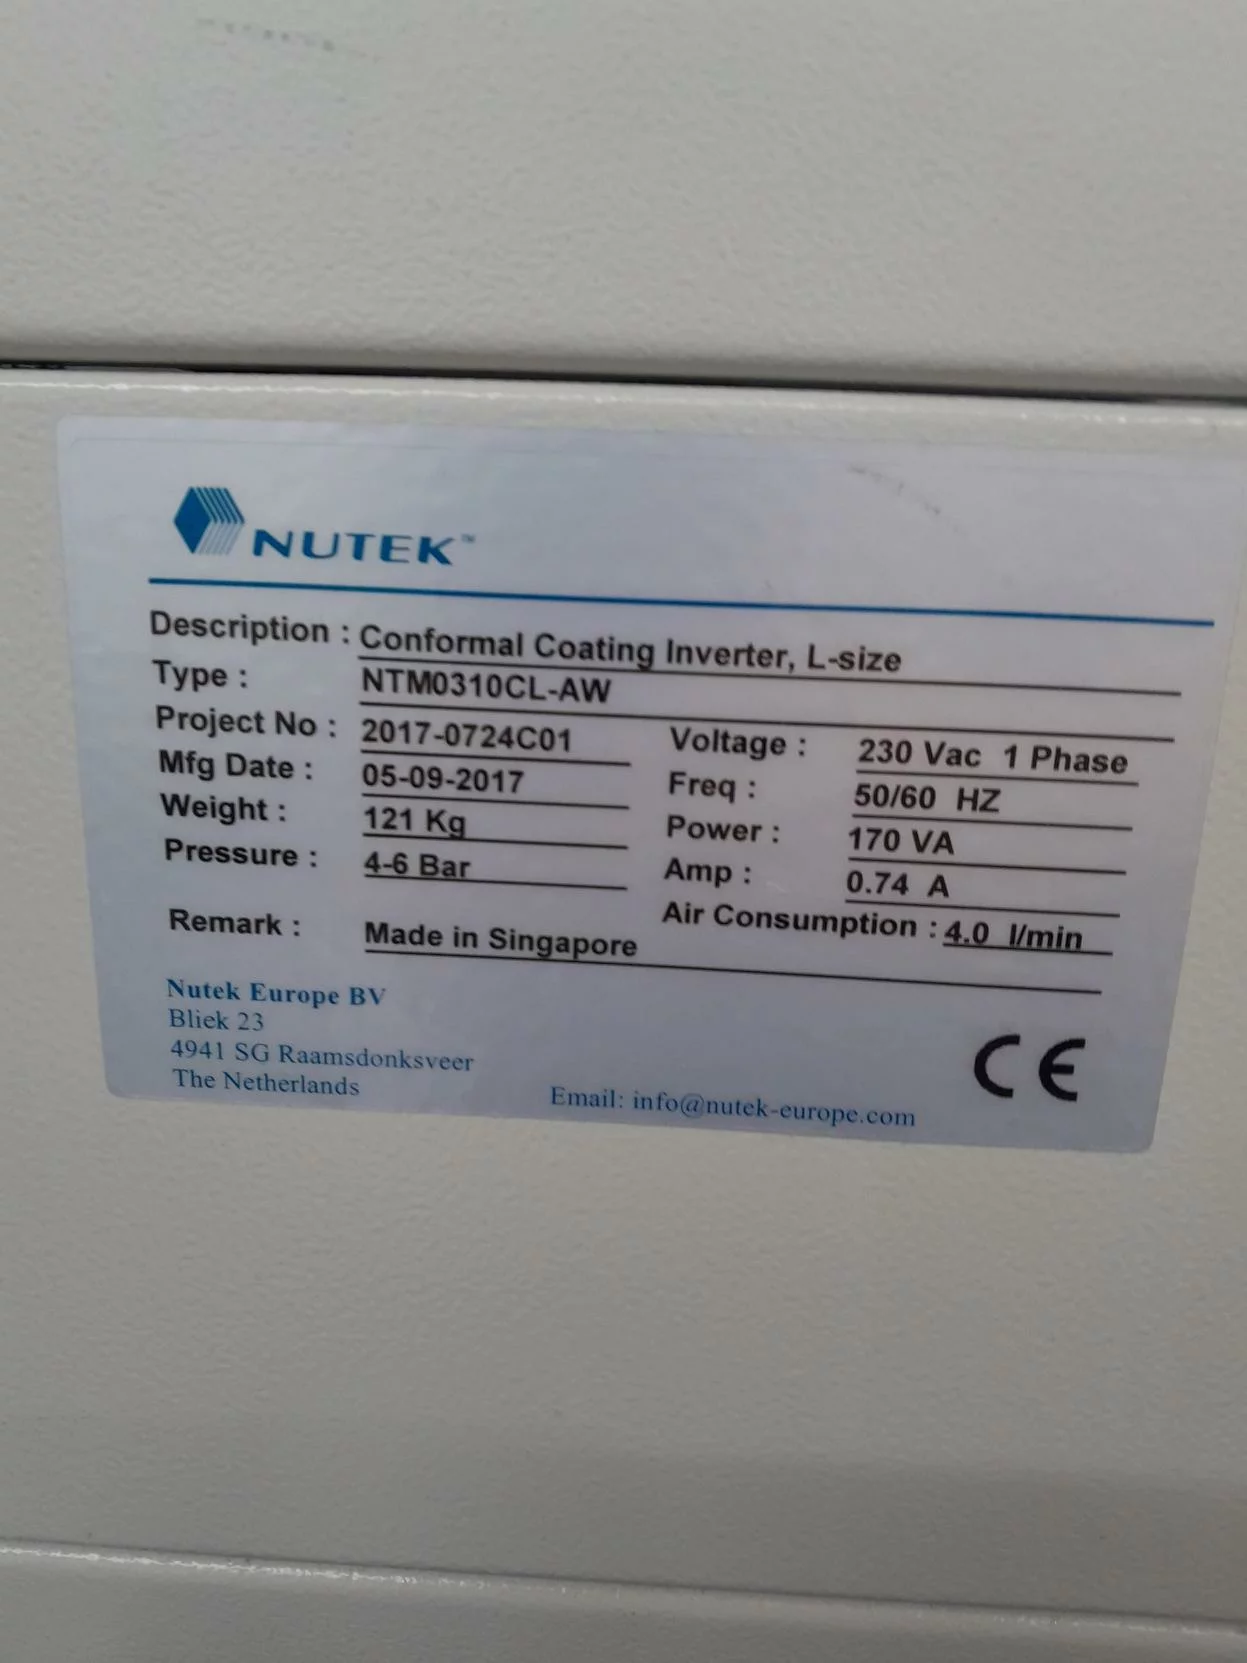 NUTEK™
Description : Conformal Coating Inverter, L-size
Type : NTM0310CL-AW
Project No : 2017-0724C01 Voltage : 230 Vac 1 Phase
Mfg Date : 05-09-2017 Freq : 50/60 HZ
Weight : 121 Kg Power : 170 VA
Pressure : 4-6 Bar Amp : 0.74 A
Remark : Made in Singapore Air Consumption : 4.0 l/min
Nutek Europe BV
Bliek 23
4941 SG Raamsdonksveer
The Netherlands Email: info@nutek-europe.com
CE